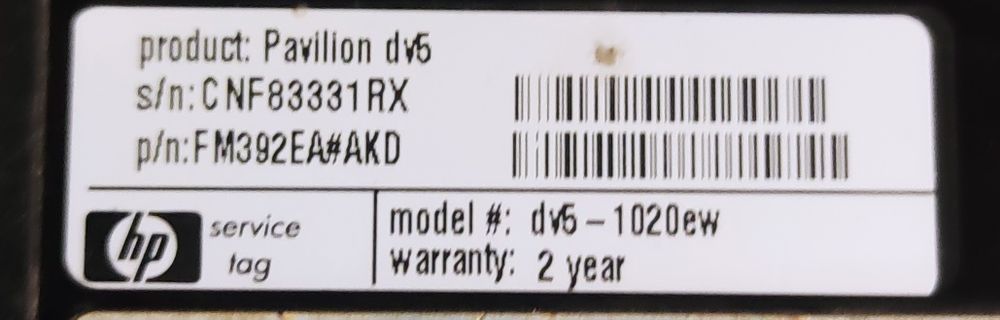 product: Pavilion dv5
s/n:CNF83331RX
p/n:FM392EA#AKD
hp service tag
model #: dv5-1020ew
warranty: 2 year